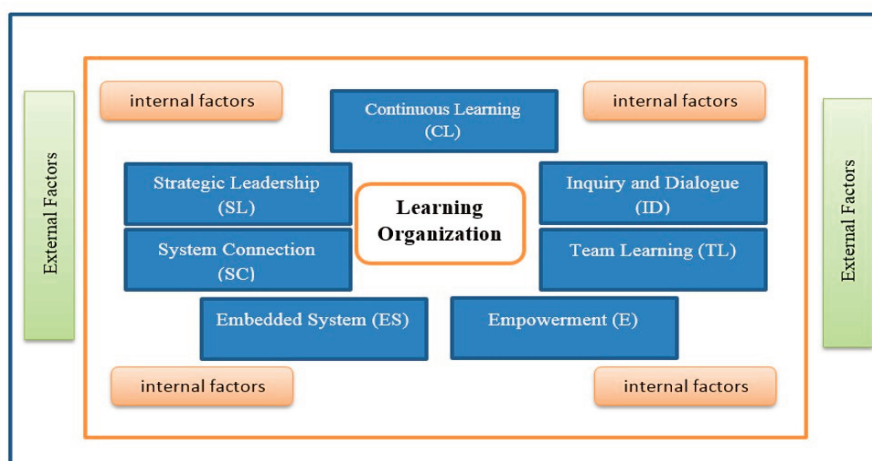 internal factors
internal factors
Continuous Learning
(CL)
External Factors
External Factors
Strategic Leadership
(SL)
Inquiry and Dialogue
(ID)
Learning
Organization
System Connection
(SC)
Team Learning (TL)
Embedded System (ES)
Empowerment (E)
internal factors
internal factors